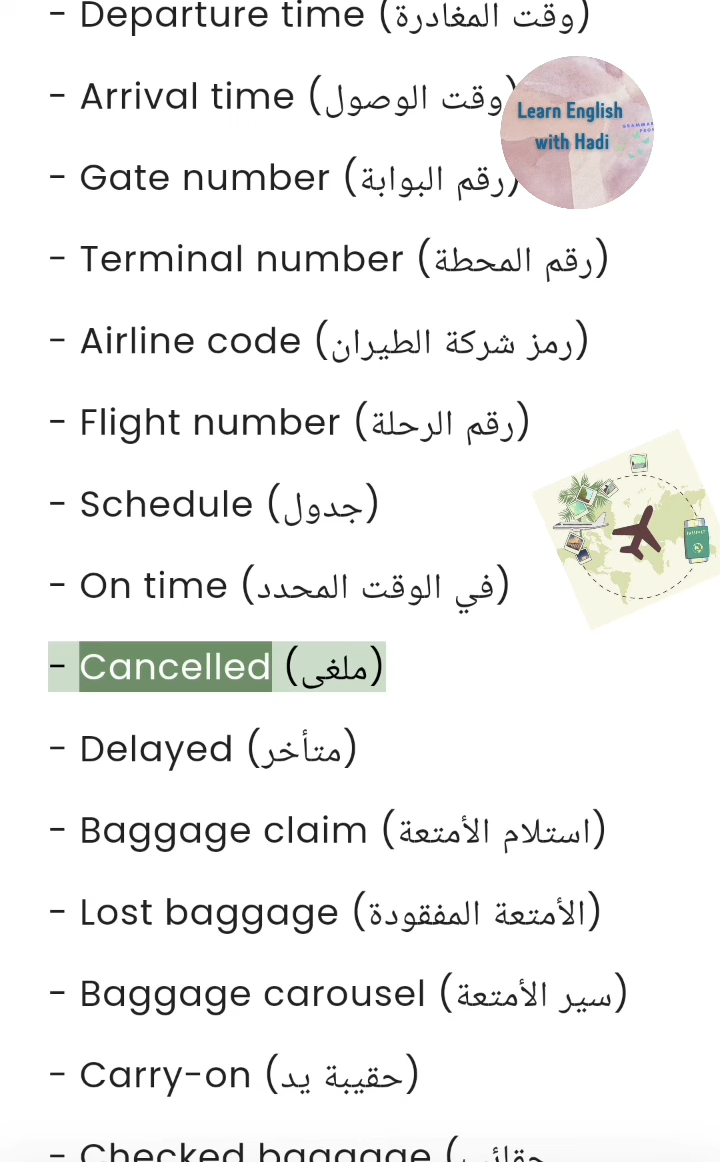 - Departure time (وقت المغادرة)
- Arrival time (وقت الوصول)
Learn English
with Hadi
- Gate number (رقم البوابة)
- Terminal number (رقم المحطة)
- Airline code (رمز شركة الطيران)
- Flight number (رقم الرحلة)
- Schedule (جدول)
- On time (في الوقت المحدد)
- Cancelled (ملغى)
- Delayed (متأخر)
- Baggage claim (استلام الأمتعة)
- Lost baggage (الأمتعة المفقودة)
- Baggage carousel (سير الأمتعة)
- Carry-on (حقيبة يد)
- Checked baggage (